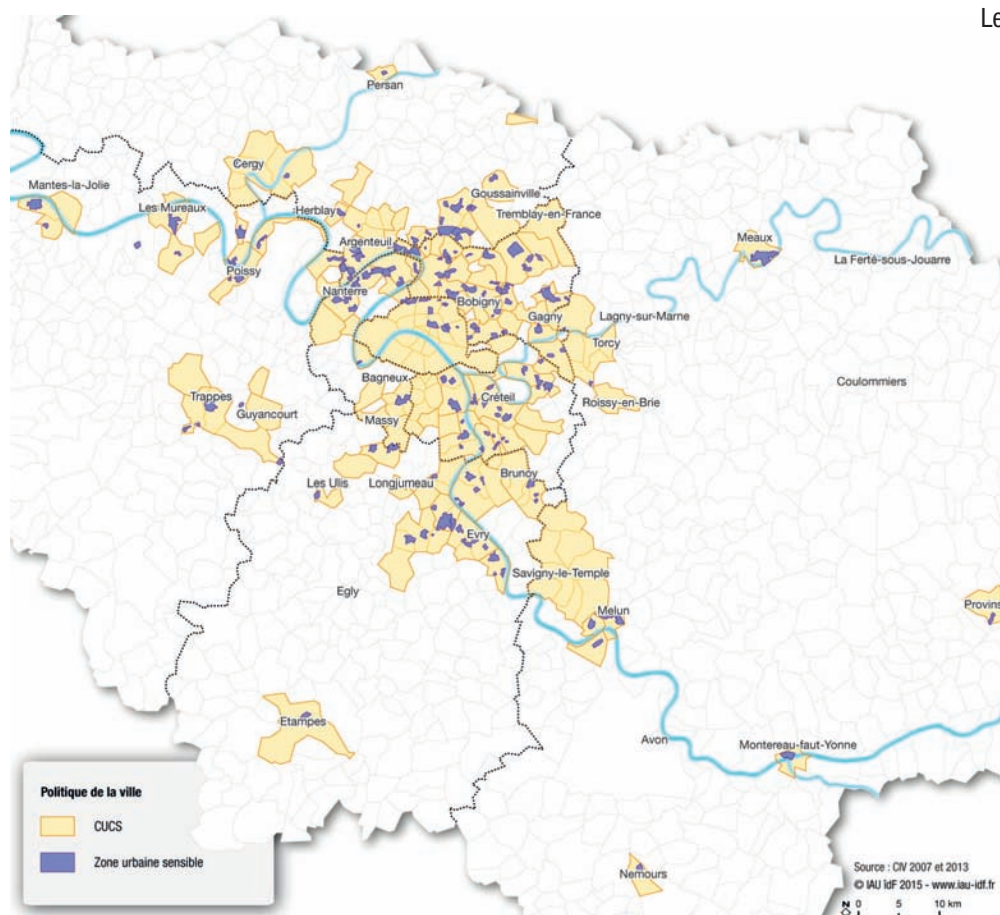 Le
Persan
Cergy
Mantes-la-Jolie
Les Mureaux
Herblay
Goussainville
Tremblay-en-France
Argenteuil
Meaux
La Ferté-sous-Jouarre
Poissy
Nanterre
Bobigny
Gagny
Lagny-sur-Marne
Torcy
Bagneux
Coulommiers
Trappes
Créteil
Roissy-en-Brie
Guyancourt
Massy
Les Ulis
Longjumeau
Brunoy
Evry
Savigny-le-Temple
Egly
Melun
Provins
Etampes
Avon
Montereau-faut-Yonne
Nemours
Politique de la ville
CUCS
Zone urbaine sensible
Source : CIV 2007 et 2013
© IAU îdF 2015 - www.iau-idf.fr
N 0 5 10 km